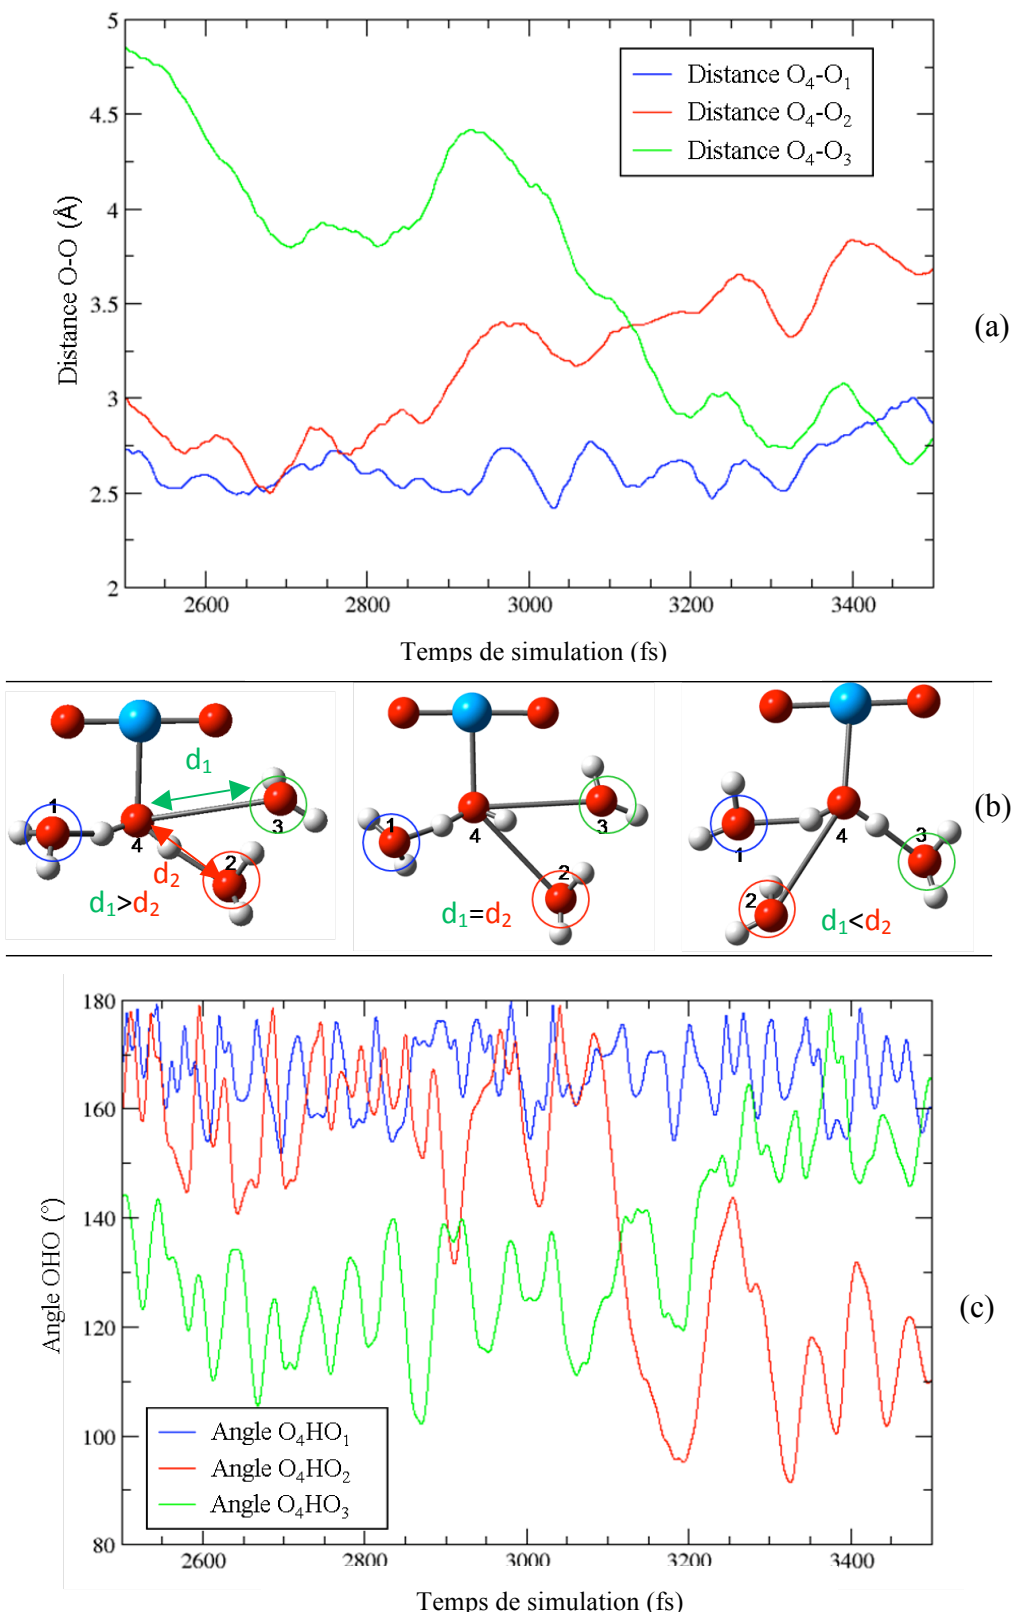 5
4.5
4
3.5
3
2.5
2
Distance O-O (Å)
Distance O₄-O₁
Distance O₄-O₂
Distance O₄-O₃
2600 2800 3000 3200 3400
Temps de simulation (fs)
(a)
1 4 3 2
d₁
d₂
d₁>d₂
1 4 3 2
d₁=d₂
1 4 3 2
d₁<d₂
(b)
180
160
140
120
100
80
Angle OHO (°)
Angle O₄HO₁
Angle O₄HO₂
Angle O₄HO₃
2600 2800 3000 3200 3400
Temps de simulation (fs)
(c)